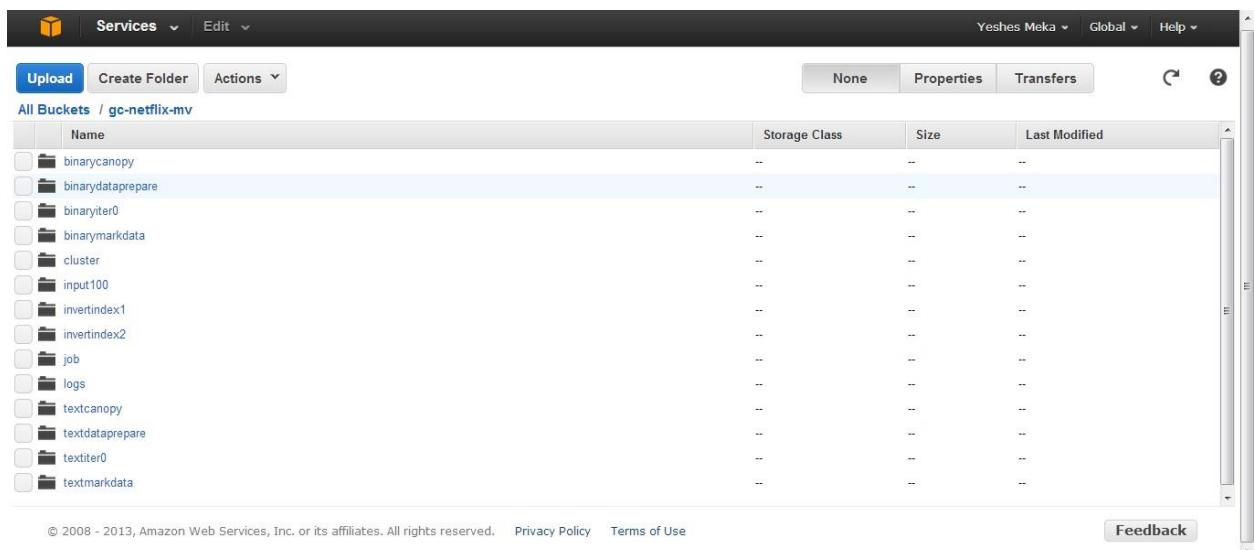 Services Edit Yeshes Meka Global Help
Upload Create Folder Actions None Properties Transfers
All Buckets / gc-netflix-mv
Name Storage Class Size Last Modified
binarycanopy -- -- --
binarydataprepare -- -- --
binaryiter0 -- -- --
binarymarkdata -- -- --
cluster -- -- --
input100 -- -- --
invertindex1 -- -- --
invertindex2 -- -- --
job -- -- --
logs -- -- --
textcanopy -- -- --
textdataprepare -- -- --
textiter0 -- -- --
textmarkdata -- -- --
© 2008 - 2013, Amazon Web Services, Inc. or its affiliates. All rights reserved. Privacy Policy Terms of Use Feedback